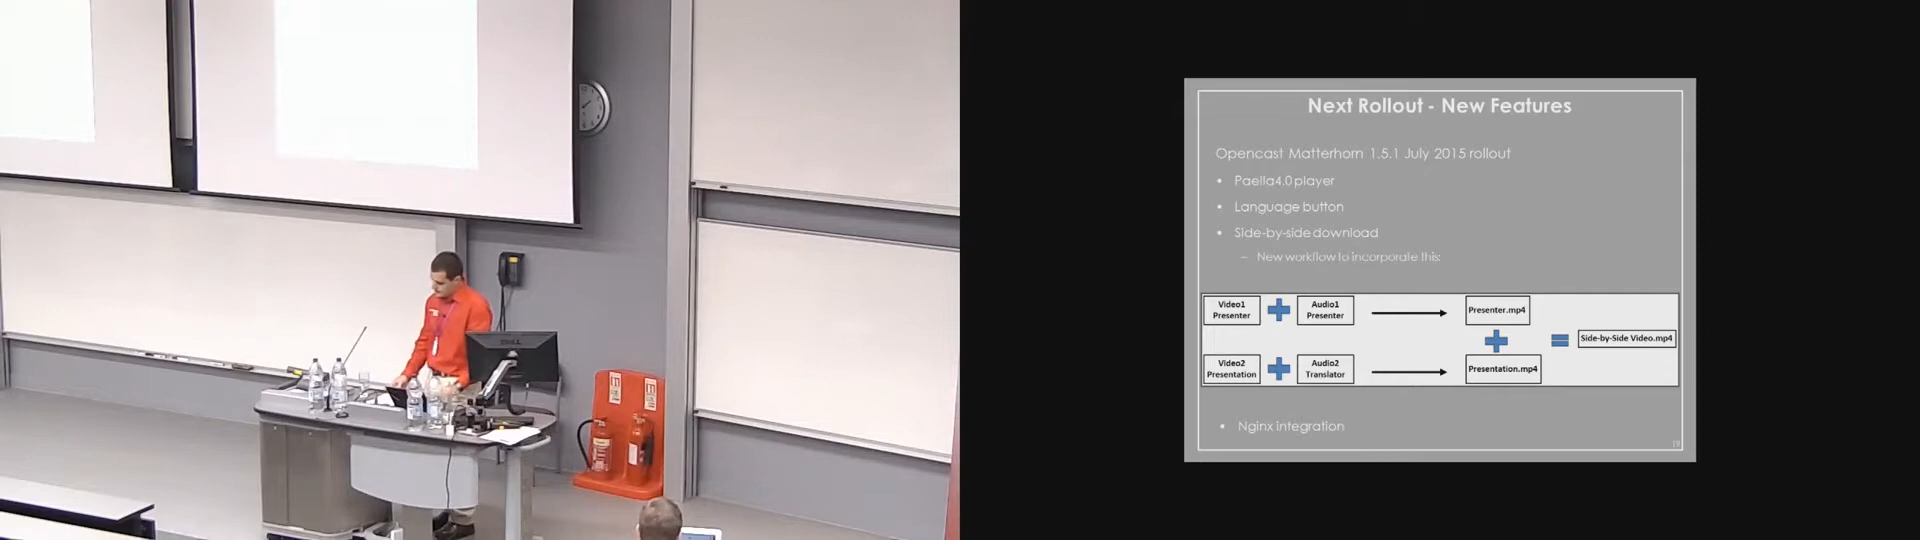 DELL
Next Rollout - New Features
Opencast Matterhorn 1.5.1 July 2015 rollout
• Paella4.0 player
• Language button
• Side-by-side download
– New workflow to incorporate this:
Video1
Presenter
Audio1
Presenter
Presenter.mp4
Side-by-Side Video.mp4
Video2
Presentation
Audio2
Translator
Presentation.mp4
• Nginx integration
19